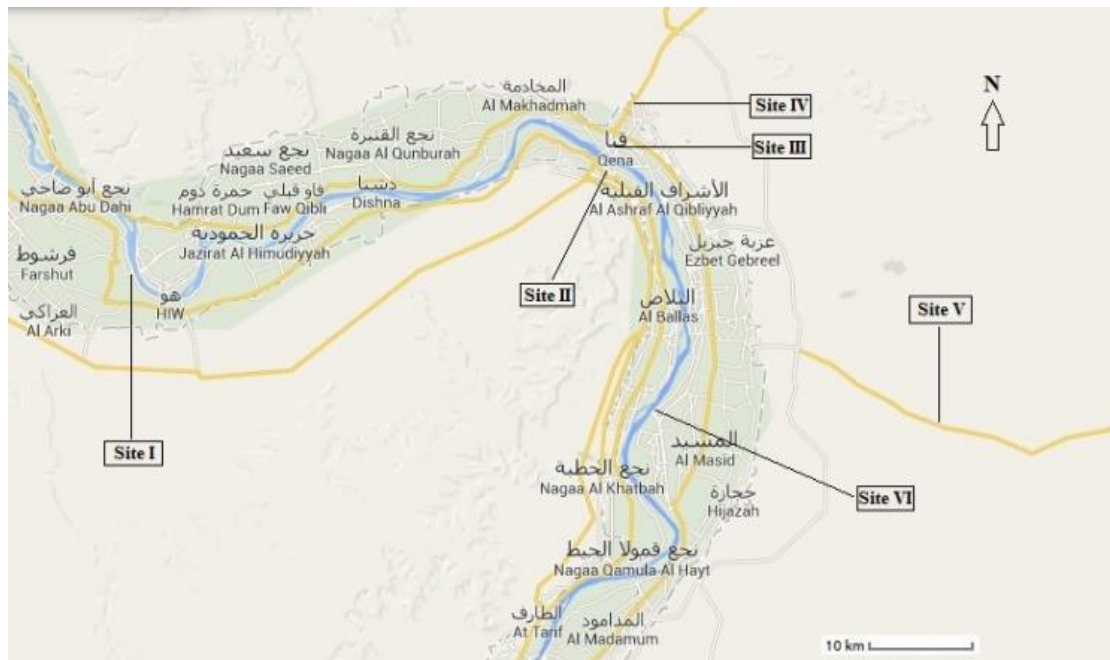 N
المخادمة
Al Makhadmah
Site IV
قنا
Qena
Site III
نجع القنبرة
Nagaa Al Qunburah
نجع سعيد
Nagaa Saeed
دشنا
Dishna
نجع أبو ضاحي
Nagaa Abu Dahi
حمرة دوم فاو قبلي
Hamrat Dum Faw Qibli
الأشراف القبلية
Al Ashraf Al Qibliyyah
جزيرة الحمودية
Jazirat Al Himudiyyah
عزبة جبريل
Ezbet Gebreel
فرشوط
Farshut
هو
HIW
Site II
البلاص
Al Ballas
Site V
العراكي
Al Arki
Site I
المسيد
Al Masid
نجع الخطبة
Nagaa Al Khatbah
حجازة
Hijazah
Site VI
نجع قمولا الحيط
Nagaa Qamula Al Hayt
الطارف
At Tarif
المدامود
Al Madamum
10 km